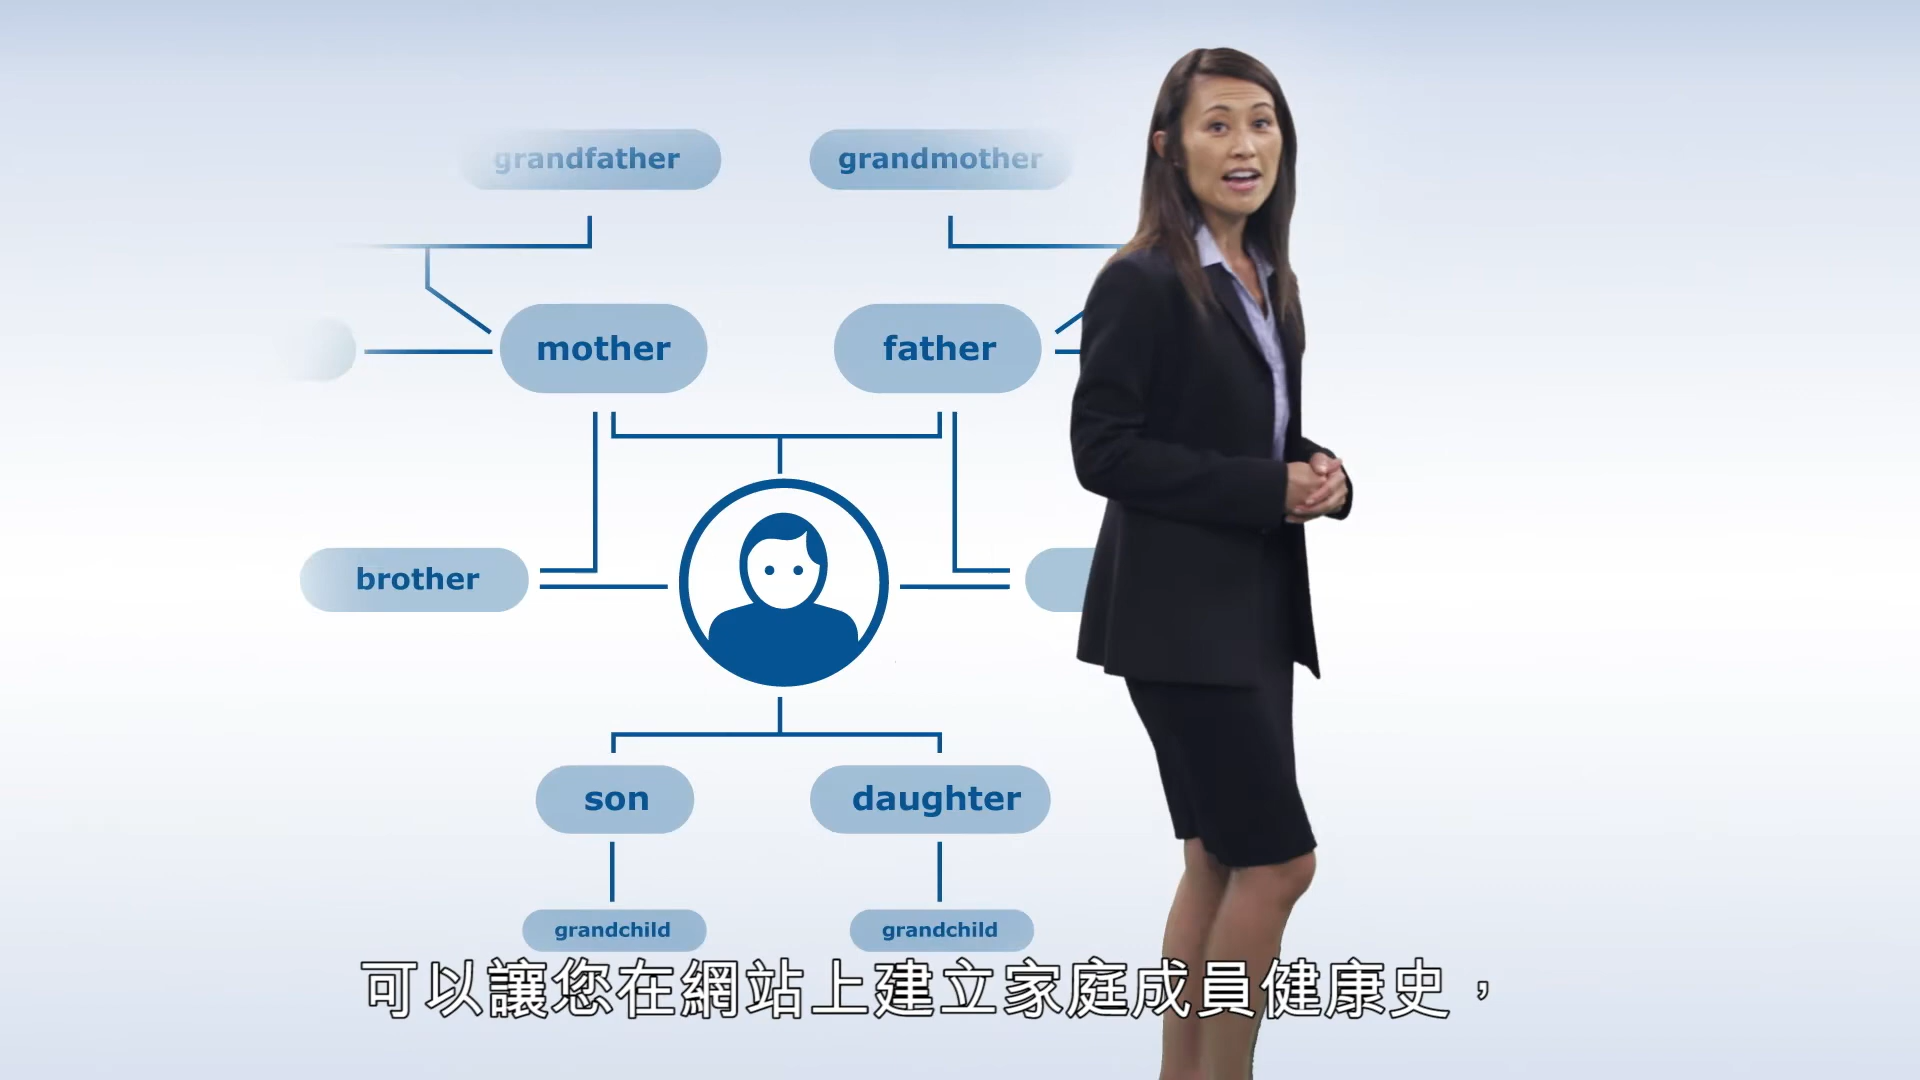 grandfather grandmother
mother father
brother
son daughter
grandchild grandchild
可以讓您在網站上建立家庭成員健康史，